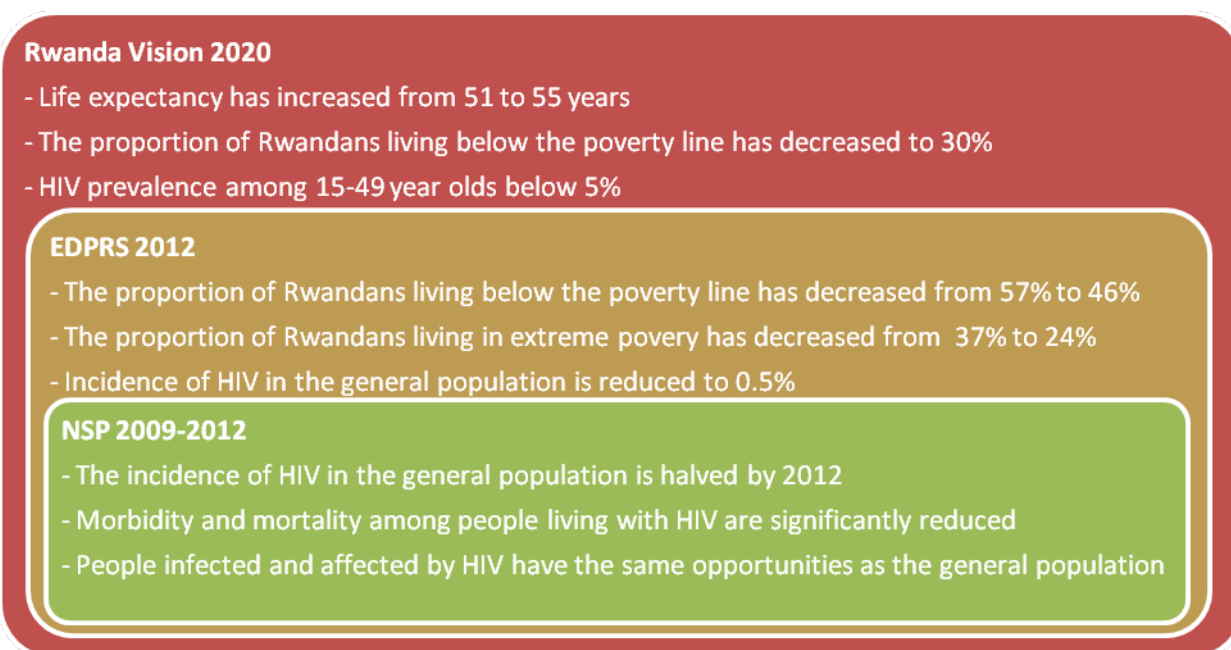 Rwanda Vision 2020
- Life expectancy has increased from 51 to 55 years
- The proportion of Rwandans living below the poverty line has decreased to 30%
- HIV prevalence among 15-49 year olds below 5%
EDPRS 2012
- The proportion of Rwandans living below the poverty line has decreased from 57% to 46%
- The proportion of Rwandans living in extreme povery has decreased from  37% to 24%
- Incidence of HIV in the general population is reduced to 0.5%
NSP 2009-2012
- The incidence of HIV in the general population is halved by 2012
- Morbidity and mortality among people living with HIV are significantly reduced
- People infected and affected by HIV have the same opportunities as the general population